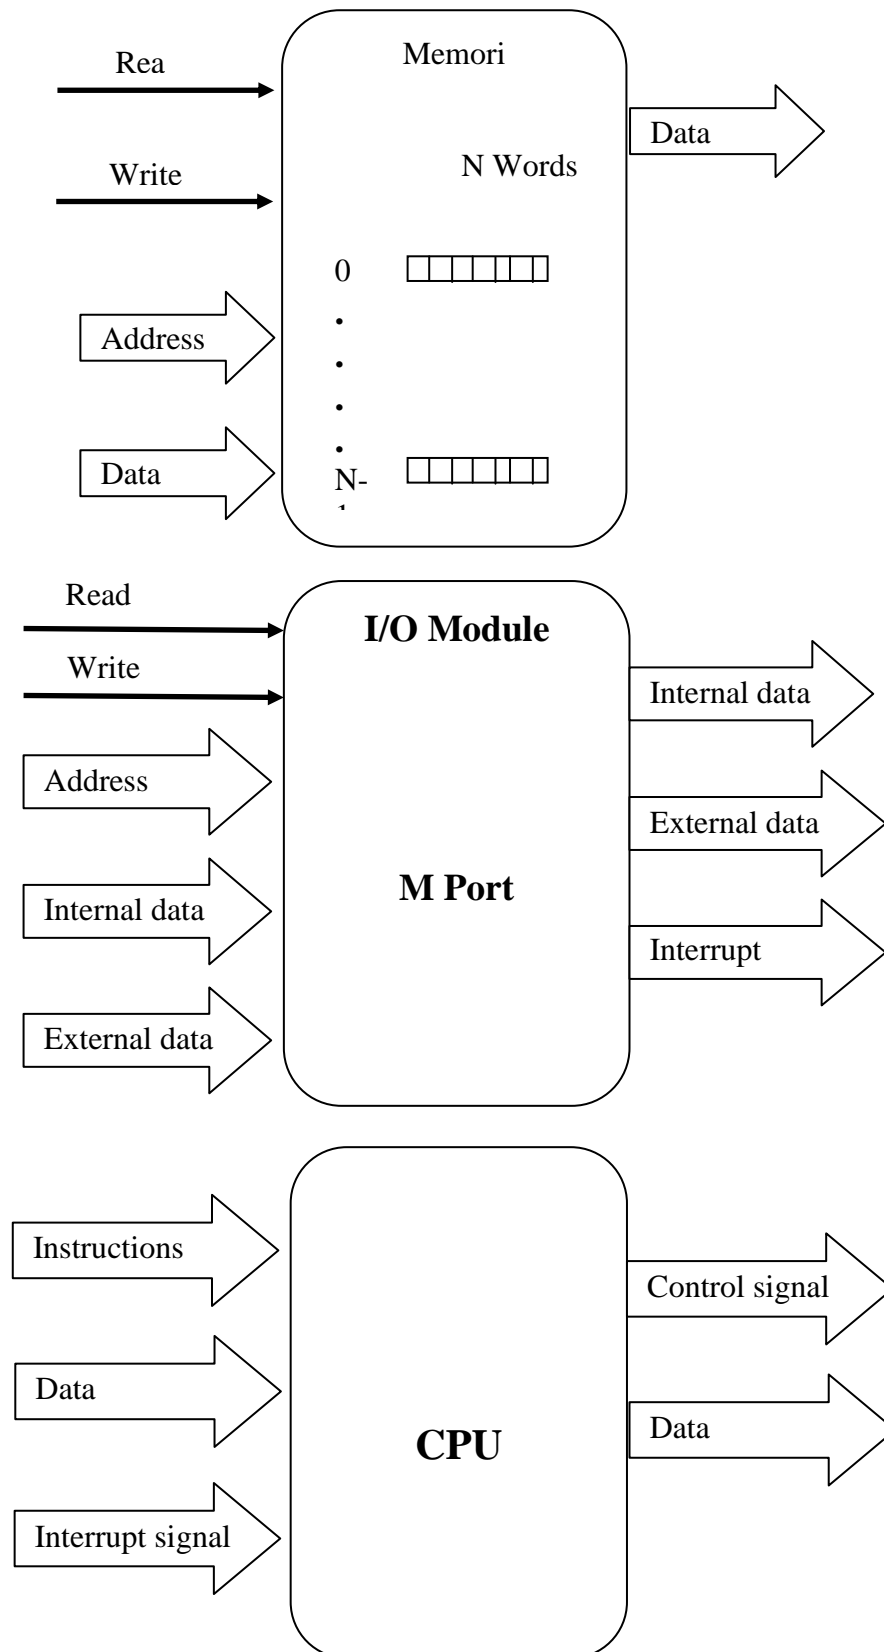 Memori
Rea
Data
Write
N Words
0
.
.
Address
.
.
Data
N-
Read
I/O Module
Write
Internal data
Address
External data
M Port
Internal data
Interrupt
External data
Instructions
Control signal
Data
Data
CPU
Interrupt signal